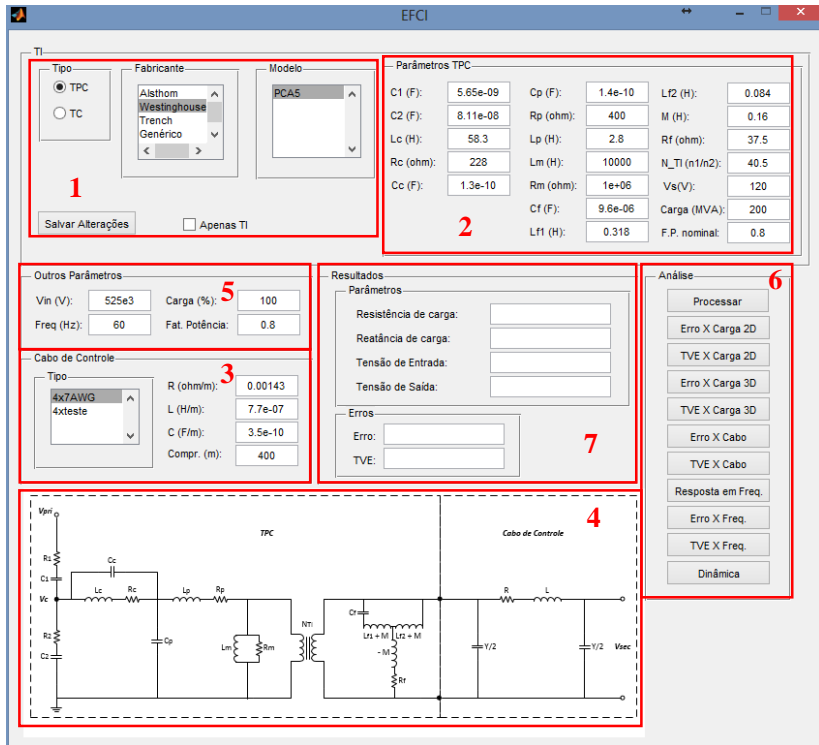 EFCI
TI
Tipo
TPC
TC
Fabricante
Alsthom
Westinghouse
Trench
Genérico
Modelo
PCA5
1
Salvar Alterações
Apenas TI
Parâmetros TPC
C1 (F): 5.65e-09 Cp (F): 1.4e-10 Lf2 (H): 0.084
C2 (F): 8.11e-08 Rp (ohm): 400 M (H): 0.16
Lc (H): 58.3 Lp (H): 2.8 Rf (ohm): 37.5
Rc (ohm): 228 Lm (H): 10000 N_TI (n1/n2): 40.5
Cc (F): 1.3e-10 Rm (ohm): 1e+06 Vs(V): 120
Cf (F): 9.6e-06 Carga (MVA): 200
2
Lf1 (H): 0.318 F.P. nominal: 0.8
Outros Parâmetros
5
Vin (V): 525e3 Carga (%): 100
Freq (Hz): 60 Fat. Potência: 0.8
Cabo de Controle
3
Tipo
4x7AWG
4xteste
R (ohm/m): 0.00143
L (H/m): 7.7e-07
C (F/m): 3.5e-10
Compr. (m): 400
Resultados
Parâmetros
Resistência de carga:
Reatância de carga:
Tensão de Entrada:
Tensão de Saída:
Erros
Erro:
TVE:
7
Análise
6
Processar
Erro X Carga 2D
TVE X Carga 2D
Erro X Carga 3D
TVE X Carga 3D
Erro X Cabo
TVE X Cabo
Resposta em Freq.
Erro X Freq.
TVE X Freq.
Dinâmica
4
Vpri
TPC
Cabo de Controle
R1
C1
Vc
R2
C2
Cc
Lc
Rc
Lp
Rp
Cp
Lm
Rm
NTI
Cf
Lf1 + M
Lf2 + M
- M
Rf
R
L
Y/2
Y/2
Vsec